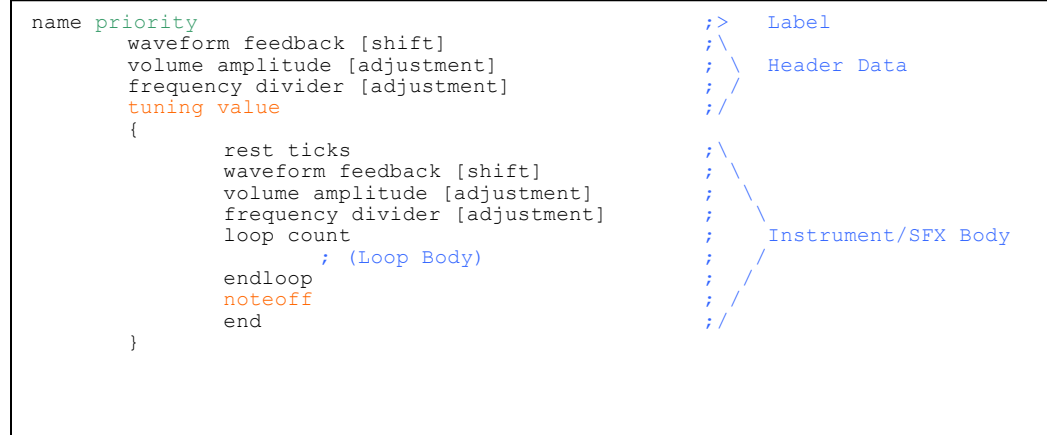 name priority ;> Label
waveform feedback [shift] ;\
volume amplitude [adjustment] ; \ Header Data
frequency divider [adjustment] ; /
tuning value ;/
{
rest ticks ;\
waveform feedback [shift] ; \
volume amplitude [adjustment] ; \
frequency divider [adjustment] ; \
loop count ; Instrument/SFX Body
; (Loop Body) ; /
endloop ; /
noteoff ; /
end ;/
}